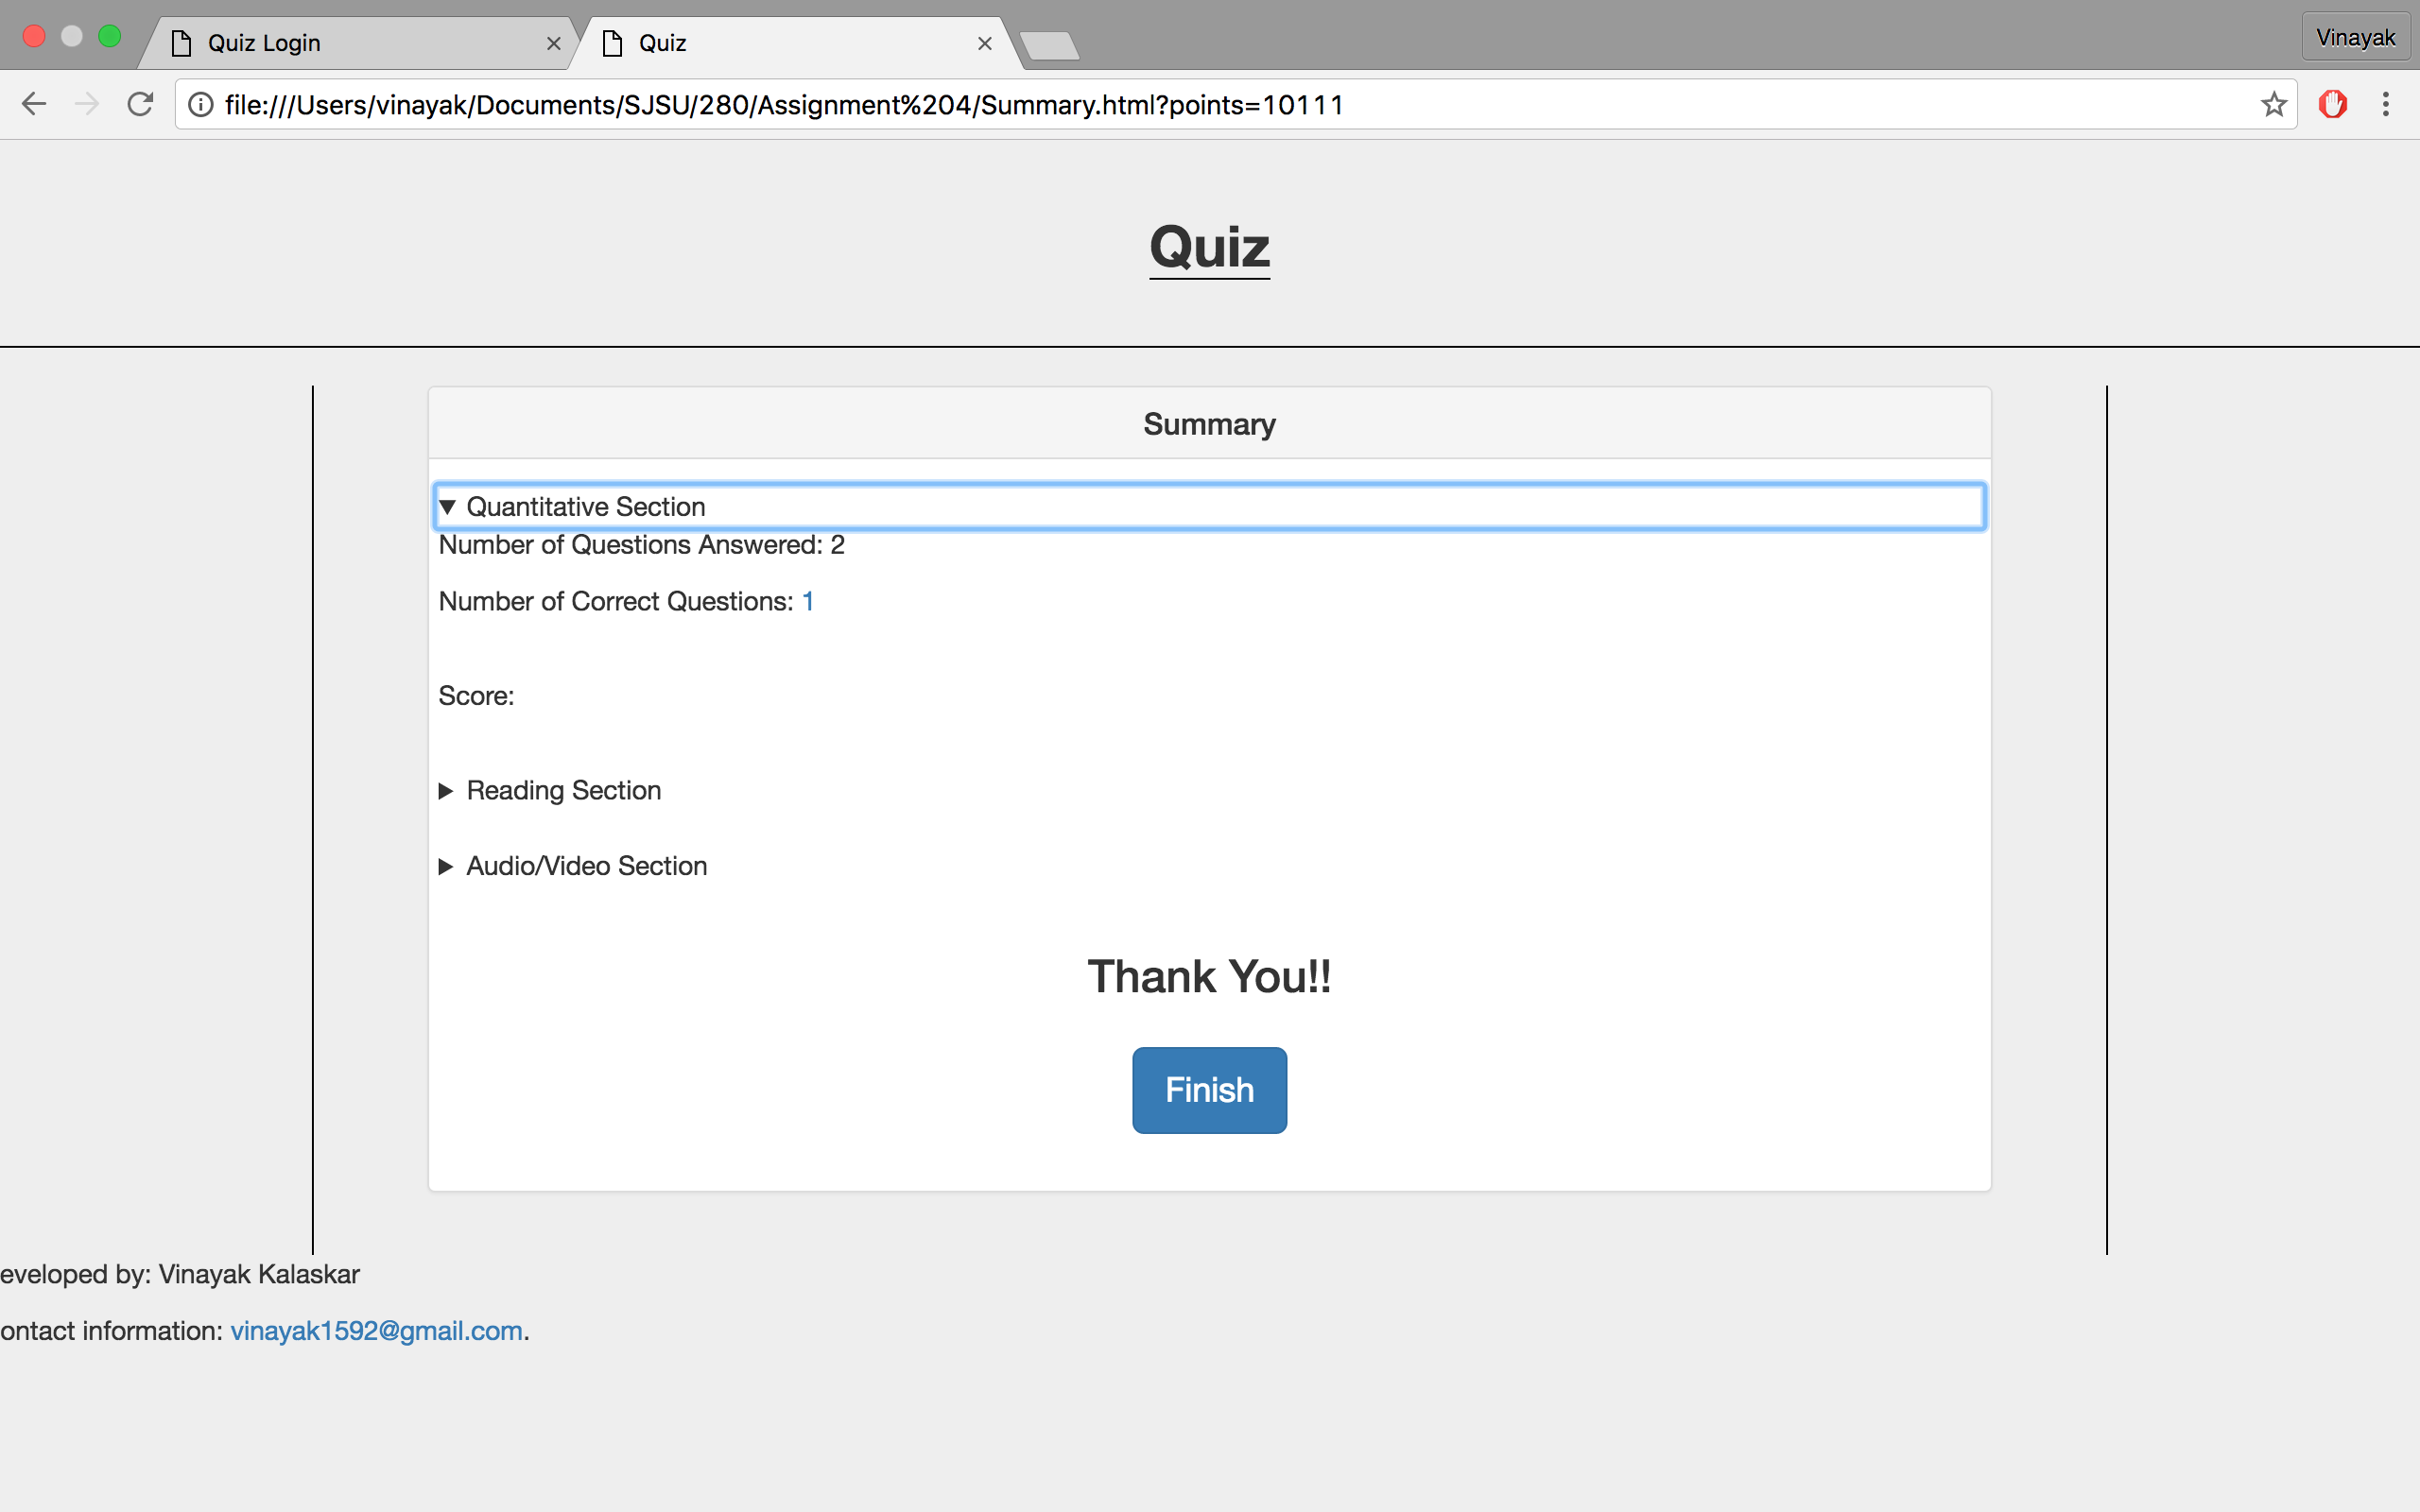 Quiz Login
Quiz
Vinayak
file:///Users/vinayak/Documents/SJSU/280/Assignment%204/Summary.html?points=10111
Quiz
Summary
Quantitative Section
Number of Questions Answered: 2
Number of Correct Questions: 1
Score:
Reading Section
Audio/Video Section
Thank You!!
Finish
eveloped by: Vinayak Kalaskar
ontact information: vinayak1592@gmail.com.